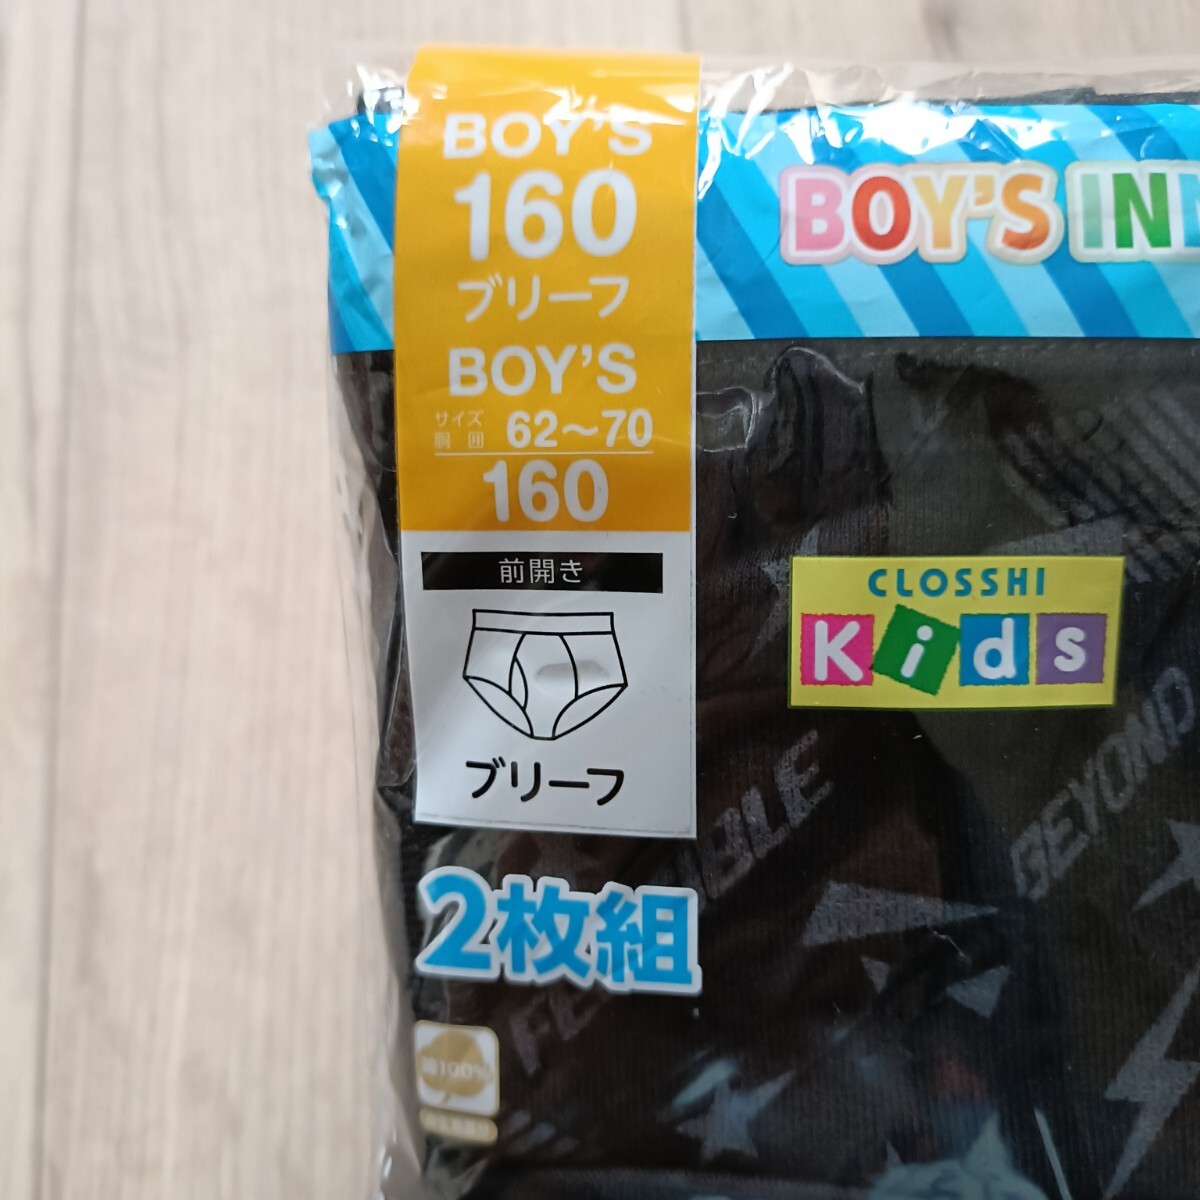 BOY'S
160
ブリーフ
BOY'S
サイズ
胴囲 62〜70
160
前開き
ブリーフ
2枚組
綿100%
BOY'S IN
CLOSSHI
Kids
BEYOND